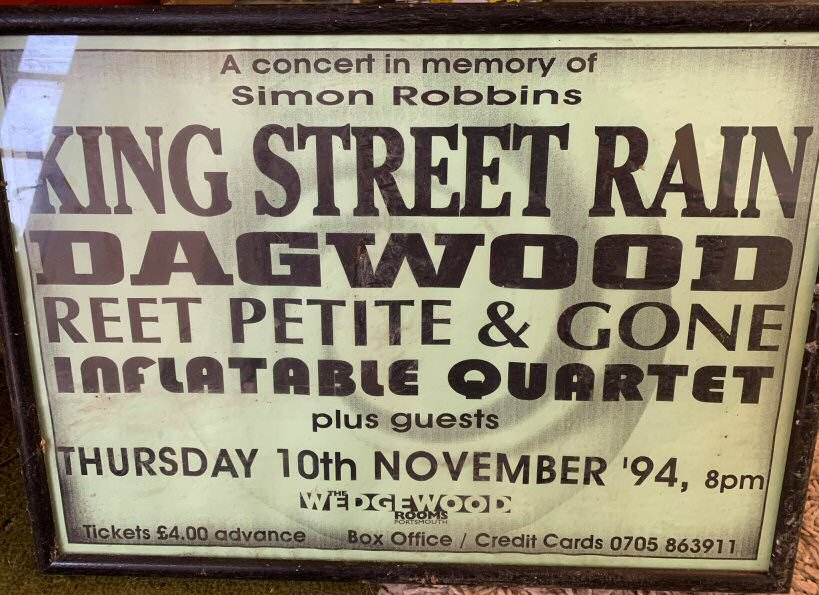 A concert in memory of
Simon Robbins
KING STREET RAIN
DAGWOOD
REET PETITE & GONE
INFLATABLE QUARTET
plus guests
THURSDAY 10th NOVEMBER '94, 8pm
THE
WEDGEWOOD
ROOMS
PORTSMOUTH
Tickets £4.00 advance Box Office / Credit Cards 0705 863911